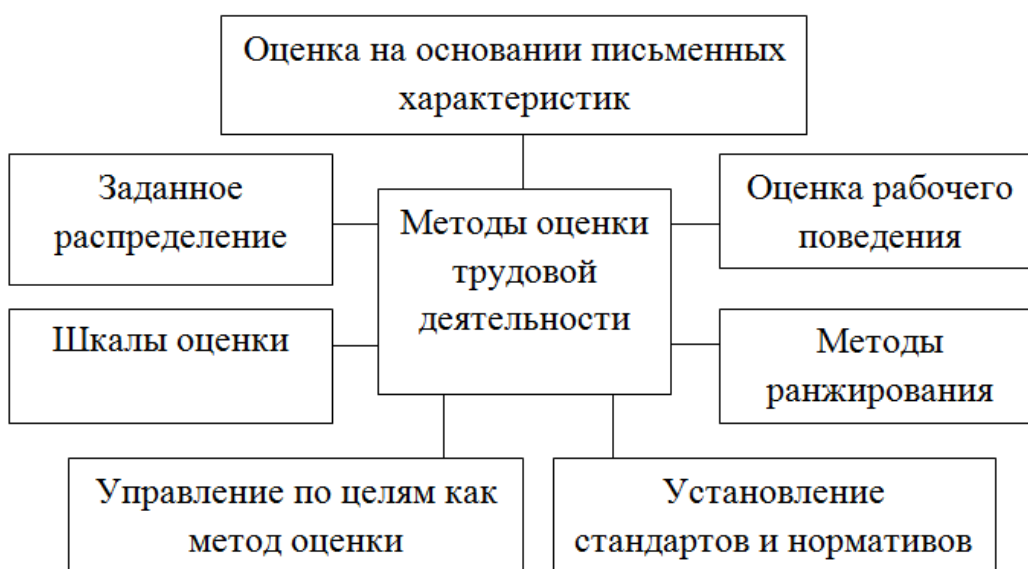 Оценка на основании письменных
характеристик
Заданное
распределение
Методы оценки
трудовой
деятельности
Оценка рабочего
поведения
Шкалы оценки
Методы
ранжирования
Управление по целям как
метод оценки
Установление
стандартов и нормативов